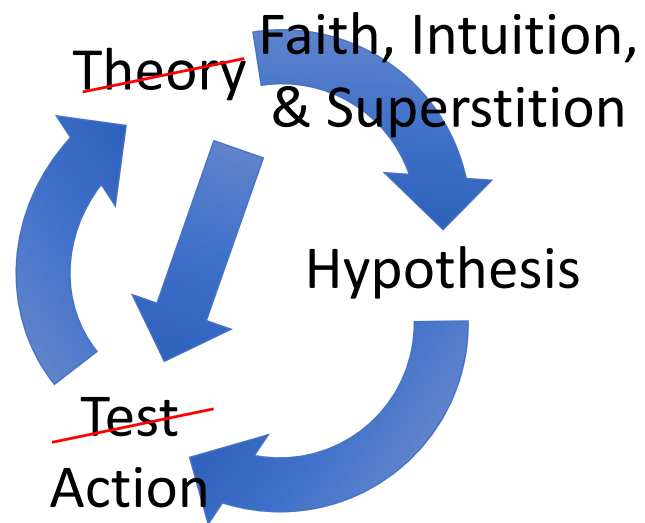 Theory
Faith, Intuition,
& Superstition
Hypothesis
Test
Action